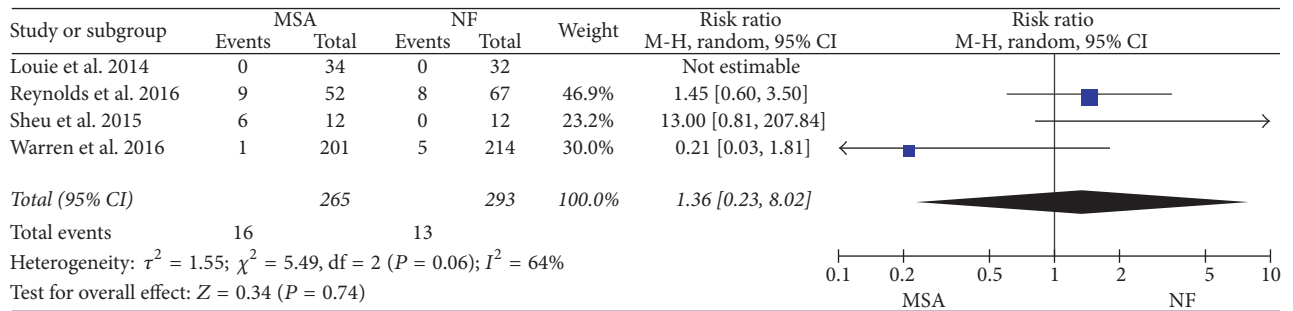 Study or subgroup MSA NF Weight Risk ratio Risk ratio
Events Total Events Total M-H, random, 95% CI M-H, random, 95% CI
Louie et al. 2014 0 34 0 32 Not estimable
Reynolds et al. 2016 9 52 8 67 46.9% 1.45 [0.60, 3.50]
Sheu et al. 2015 6 12 0 12 23.2% 13.00 [0.81, 207.84]
Warren et al. 2016 1 201 5 214 30.0% 0.21 [0.03, 1.81]
Total (95% CI) 265 293 100.0% 1.36 [0.23, 8.02]
Total events 16 13
Heterogeneity: τ² = 1.55; χ² = 5.49, df = 2 (P = 0.06); I² = 64%
Test for overall effect: Z = 0.34 (P = 0.74)
0.1 0.2 0.5 1 2 5 10
MSA NF